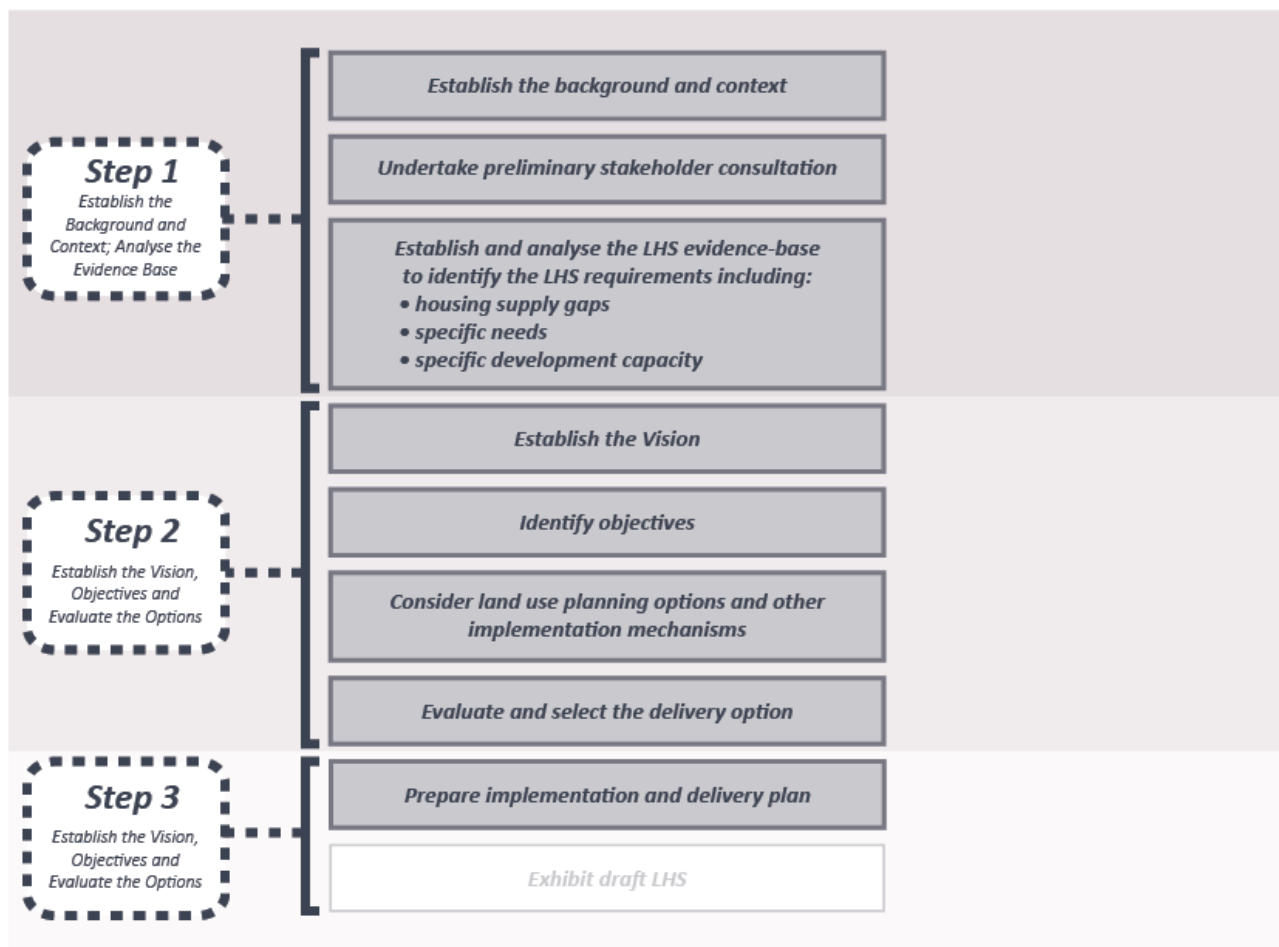 Step 1
Establish the
Background and
Context; Analyse the
Evidence Base
Establish the background and context
Undertake preliminary stakeholder consultation
Establish and analyse the LHS evidence-base
to identify the LHS requirements including:
• housing supply gaps
• specific needs
• specific development capacity
Step 2
Establish the Vision,
Objectives and
Evaluate the Options
Establish the Vision
Identify objectives
Consider land use planning options and other
implementation mechanisms
Evaluate and select the delivery option
Step 3
Establish the Vision,
Objectives and
Evaluate the Options
Prepare implementation and delivery plan
Exhibit draft LHS